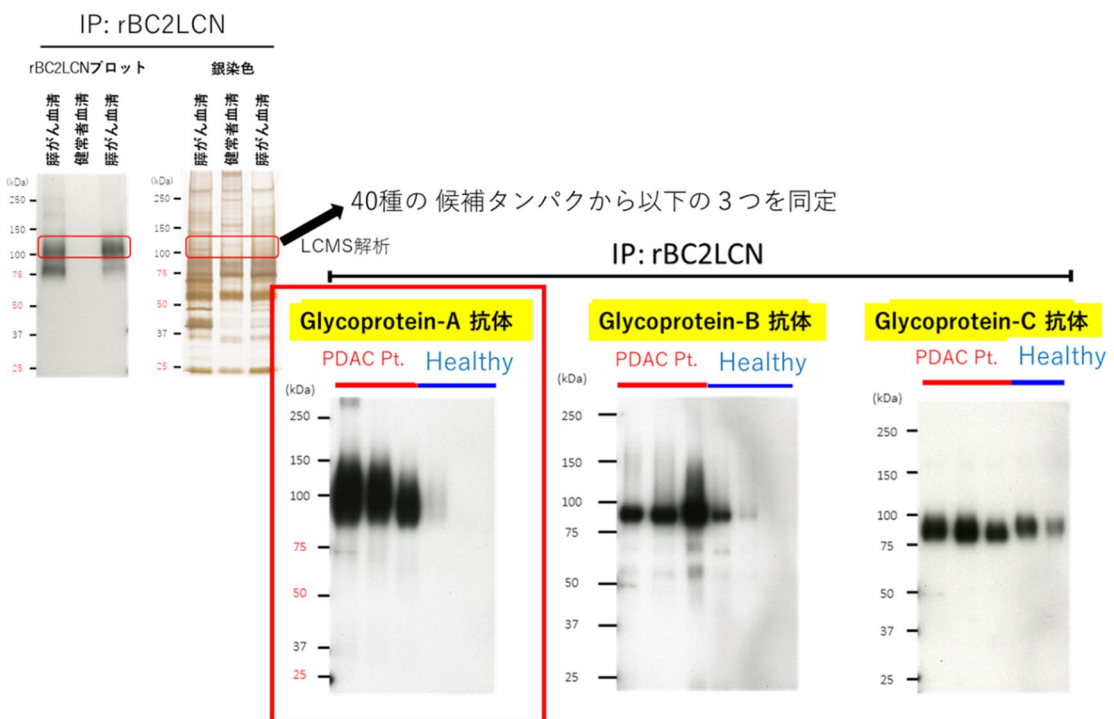 IP: rBC2LCN
rBC2LCNブロット
銀染色
膵がん血清
健常者血清
膵がん血清
膵がん血清
健常者血清
膵がん血清
(kDa)
250
150
100
75
50
37
25
(kDa)
250
150
100
75
50
37
25
40種の 候補タンパクから以下の３つを同定
LCMS解析
IP: rBC2LCN
Glycoprotein-A 抗体
PDAC Pt. Healthy
(kDa)
250
150
100
75
50
37
25
Glycoprotein-B 抗体
PDAC Pt. Healthy
(kDa)
250
150
100
75
50
37
25
Glycoprotein-C 抗体
PDAC Pt. Healthy
(kDa)
250
150
100
75
50
37
25